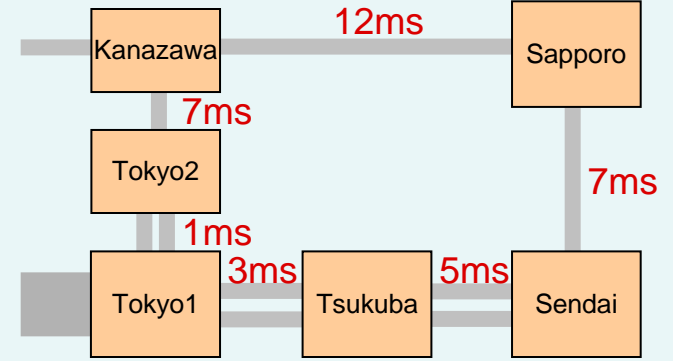 12ms
Kanazawa
Sapporo
7ms
Tokyo2
7ms
1ms
3ms
5ms
Tokyo1
Tsukuba
Sendai